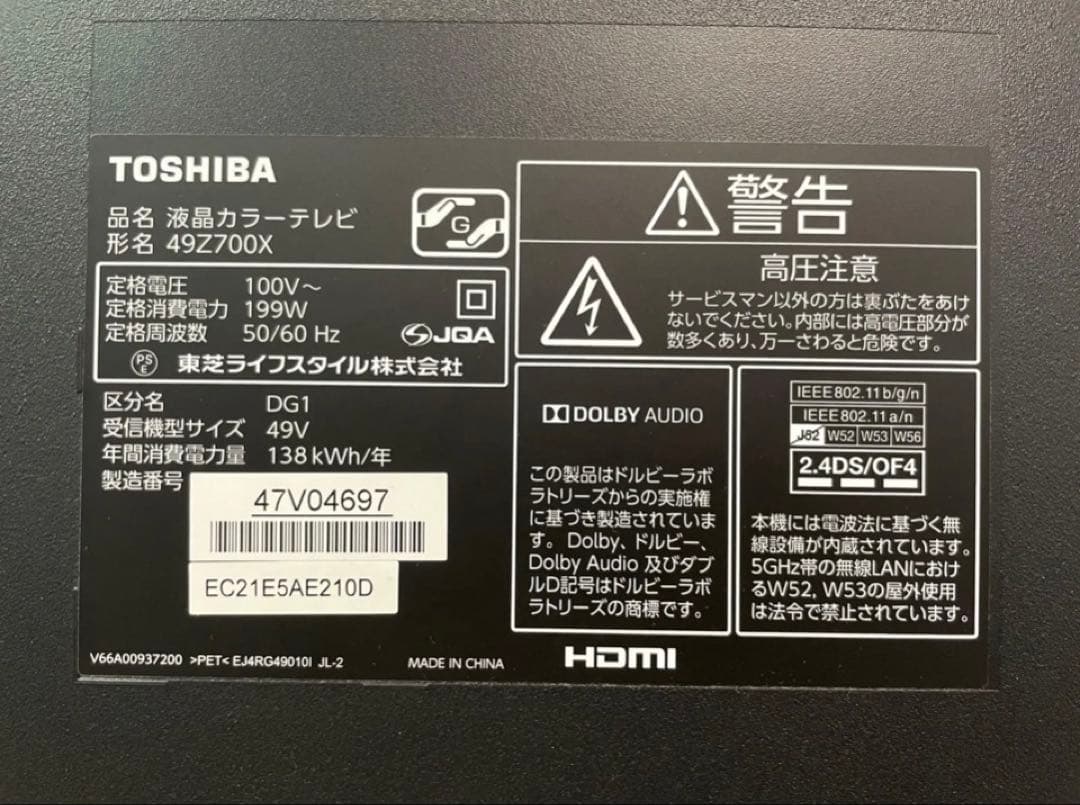 TOSHIBA
品名 液晶カラーテレビ
形名 49Z700X
G
定格電圧 100V～
定格消費電力 199W
定格周波数 50/60 Hz
JQA
PS
E
東芝ライフスタイル株式会社
区分名 DG1
受信機型サイズ 49V
年間消費電力量 138 kWh/年
製造番号
47V04697
EC21E5AE210D
V66A00937200 >PET< EJ4RG49010I JL-2
MADE IN CHINA
警告
高圧注意
サービスマン以外の方は裏ぶたをあけ
ないでください。内部には高電圧部分が
数多くあり、万一さわると危険です。
DOLBY AUDIO
この製品はドルビーラボ
ラトリーズからの実施権
に基づき製造されていま
す。Dolby、ドルビー、
Dolby Audio 及びダブ
ルD記号はドルビーラボ
ラトリーズの商標です。
HDMI
IEEE802.11 b/g/n
IEEE802.11 a/n
J52 W52 W53 W56
2.4DS/OF4
本機には電波法に基づく無
線設備が内蔵されています。
5GHz帯の無線LANにおけ
るW52, W53の屋外使用
は法令で禁止されています。